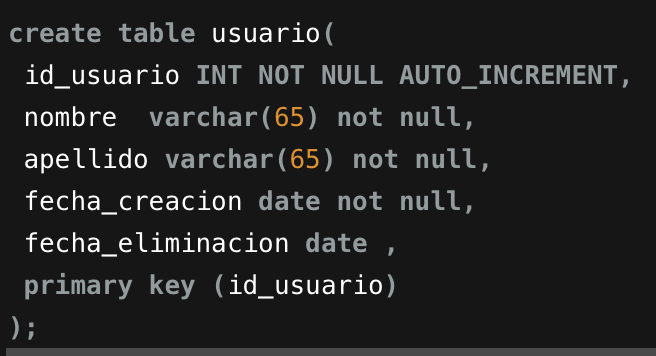 create table usuario(
id_usuario INT NOT NULL AUTO_INCREMENT,
nombre  varchar(65) not null,
apellido varchar(65) not null,
fecha_creacion date not null,
fecha_eliminacion date ,
primary key (id_usuario)
);